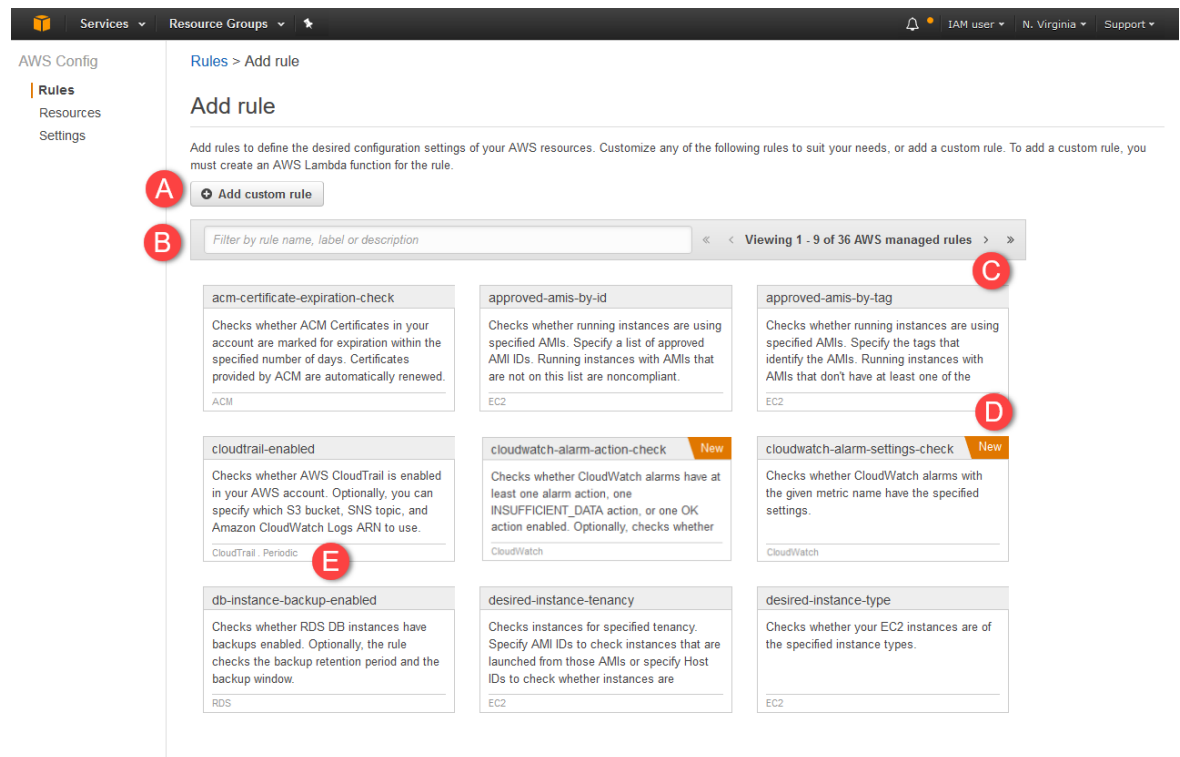 Services Resource Groups IAM user N. Virginia Support
AWS Config
Rules
Resources
Settings
Rules > Add rule
Add rule
Add rules to define the desired configuration settings of your AWS resources. Customize any of the following rules to suit your needs, or add a custom rule. To add a custom rule, you
must create an AWS Lambda function for the rule.
A
Add custom rule
B
Filter by rule name, label or description
« < Viewing 1 - 9 of 36 AWS managed rules > »
C
acm-certificate-expiration-check
Checks whether ACM Certificates in your
account are marked for expiration within the
specified number of days. Certificates
provided by ACM are automatically renewed.
ACM
approved-amis-by-id
Checks whether running instances are using
specified AMIs. Specify a list of approved
AMI IDs. Running instances with AMIs that
are not on this list are noncompliant.
EC2
approved-amis-by-tag
Checks whether running instances are using
specified AMIs. Specify the tags that
identify the AMIs. Running instances with
AMIs that don't have at least one of the
EC2
D
cloudtrail-enabled
Checks whether AWS CloudTrail is enabled
in your AWS account. Optionally, you can
specify which S3 bucket, SNS topic, and
Amazon CloudWatch Logs ARN to use.
CloudTrail . Periodic
E
cloudwatch-alarm-action-check New
Checks whether CloudWatch alarms have at
least one alarm action, one
INSUFFICIENT_DATA action, or one OK
action enabled. Optionally, checks whether
CloudWatch
cloudwatch-alarm-settings-check New
Checks whether CloudWatch alarms with
the given metric name have the specified
settings.
CloudWatch
db-instance-backup-enabled
Checks whether RDS DB instances have
backups enabled. Optionally, the rule
checks the backup retention period and the
backup window.
RDS
desired-instance-tenancy
Checks instances for specified tenancy.
Specify AMI IDs to check instances that are
launched from those AMIs or specify Host
IDs to check whether instances are
EC2
desired-instance-type
Checks whether your EC2 instances are of
the specified instance types.
EC2